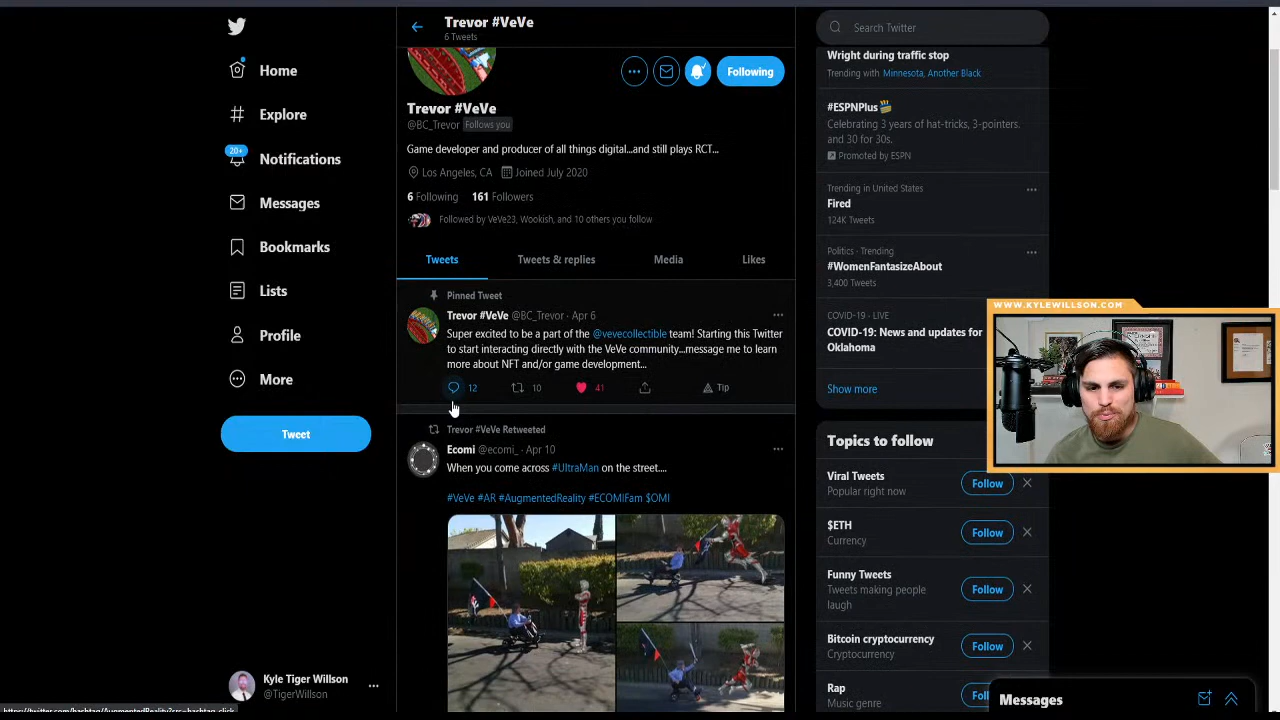 Trevor #VeVe
6 Tweets
Home
Explore
20+
Notifications
Messages
Bookmarks
Lists
Profile
More
Tweet
Kyle Tiger Willson
@TigerWillson
Following
Trevor #VeVe
@BC_Trevor Follows you
Game developer and producer of all things digital...and still plays RCT...
Los Angeles, CA Joined July 2020
6 Following 161 Followers
Followed by VeVe23, Wookish, and 10 others you follow
Tweets Tweets & replies Media Likes
Pinned Tweet
Trevor #VeVe @BC_Trevor · Apr 6
Super excited to be a part of the @vevecollectible team! Starting this Twitter
to start interacting directly with the VeVe community...message me to learn
more about NFT and/or game development...
12 10 41 Tip
Trevor #VeVe Retweeted
Ecomi @ecomi_ · Apr 10
When you come across #UltraMan on the street....
#VeVe #AR #AugmentedReality #ECOMIFam $OMI
Search Twitter
Wright during traffic stop
Trending with Minnesota, Another Black
#ESPNPlus
Celebrating 3 years of hat-tricks, 3-pointers.
and 30 for 30s.
Promoted by ESPN
Trending in United States
Fired
124K Tweets
Politics · Trending
#WomenFantasizeAbout
3,400 Tweets
COVID-19 · LIVE
COVID-19: News and updates for
Oklahoma
Show more
WWW.KYLEWILLSON.COM
Topics to follow
Viral Tweets
Popular right now
Follow
$ETH
Currency
Follow
Funny Tweets
Tweets making people
laugh
Follow
Bitcoin cryptocurrency
Cryptocurrency
Follow
Rap
Music genre
Messages
https://twitter.com/hashtag/AugmentedReality?src=hashtag_click